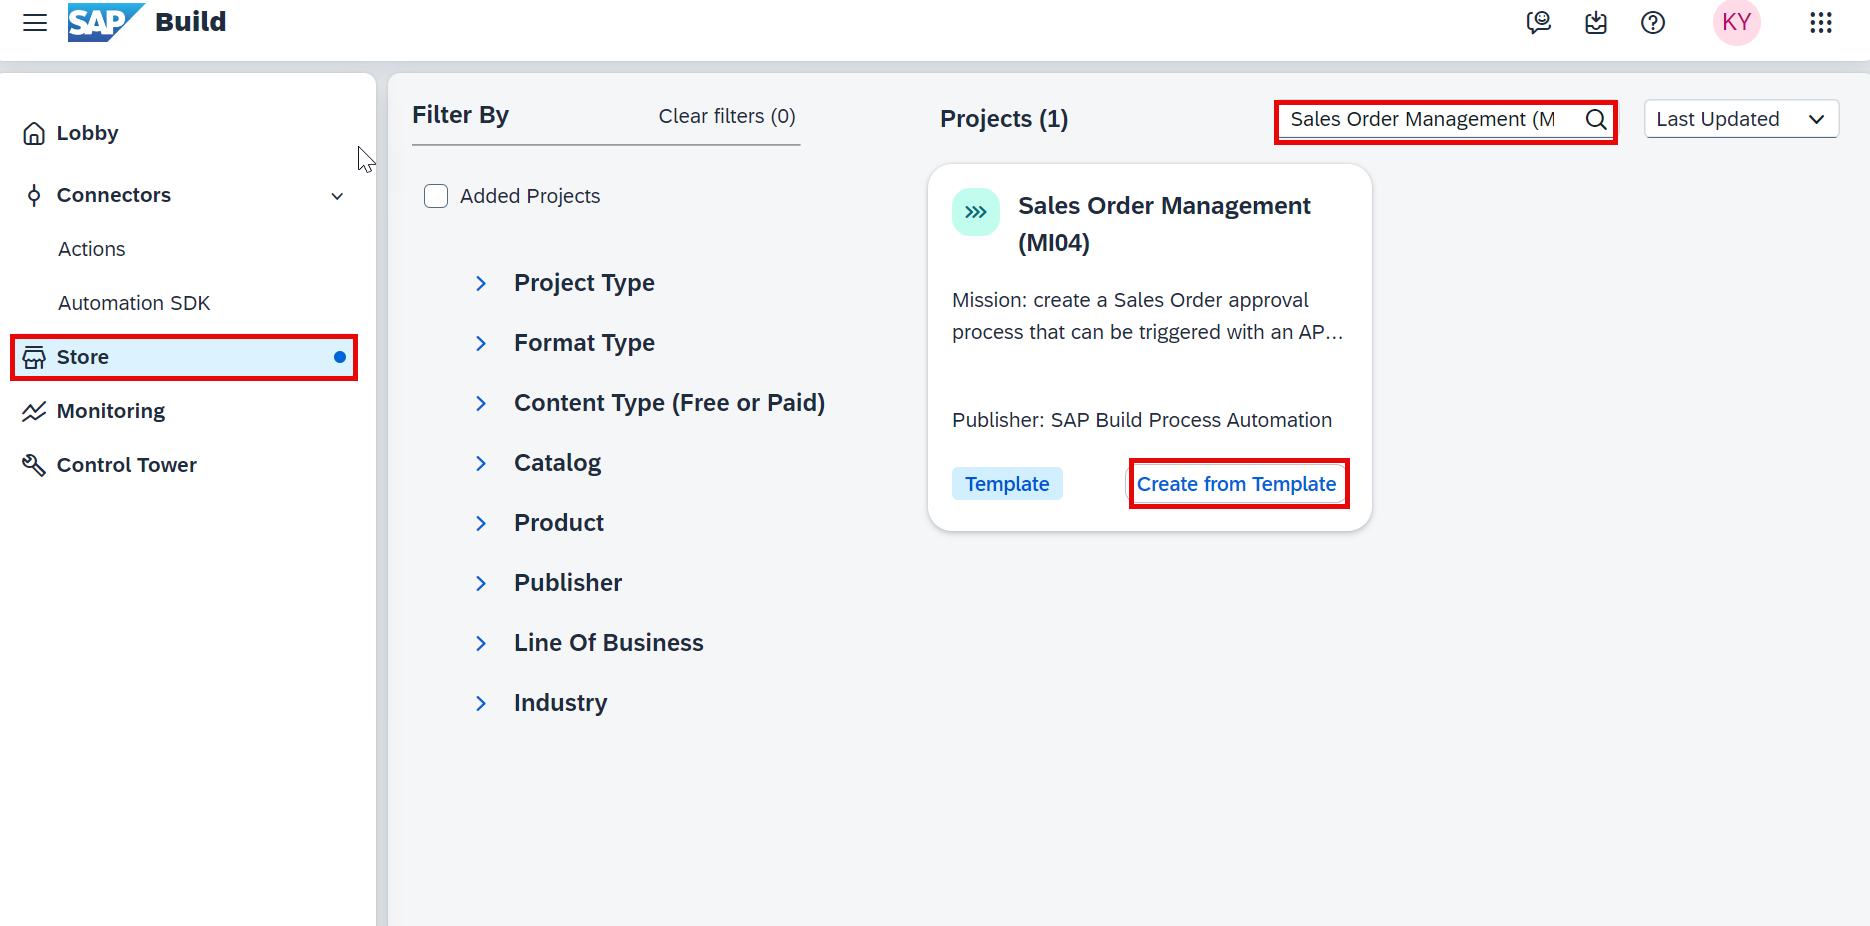 SAP Build
KY
Lobby
Connectors
Actions
Automation SDK
Store
Monitoring
Control Tower
Filter By
Clear filters (0)
Added Projects
Project Type
Format Type
Content Type (Free or Paid)
Catalog
Product
Publisher
Line Of Business
Industry
Projects (1)
Sales Order Management (M
Last Updated
Sales Order Management
(MI04)
Mission: create a Sales Order approval
process that can be triggered with an AP...
Publisher: SAP Build Process Automation
Template
Create from Template